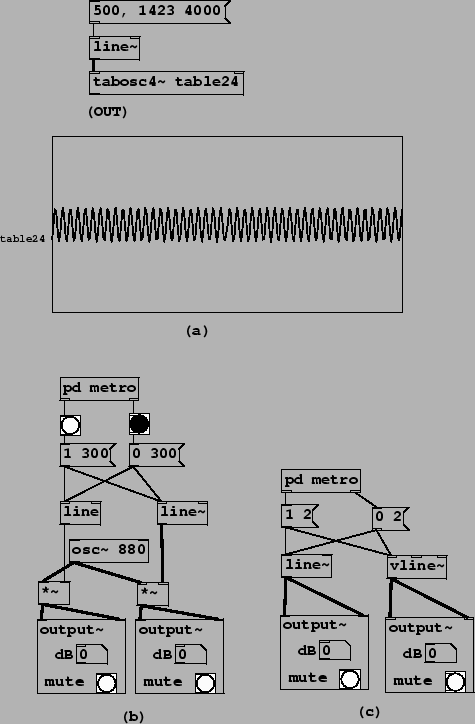 500, 1423 4000
line~
tabosc4~ table24
(OUT)
table24
(a)
pd metro
1 300
0 300
line
line~
osc~ 880
*~
*~
output~
output~
dB 0
dB 0
mute
mute
(b)
pd metro
1 2
0 2
line~
vline~
output~
output~
dB 0
dB 0
mute
mute
(c)